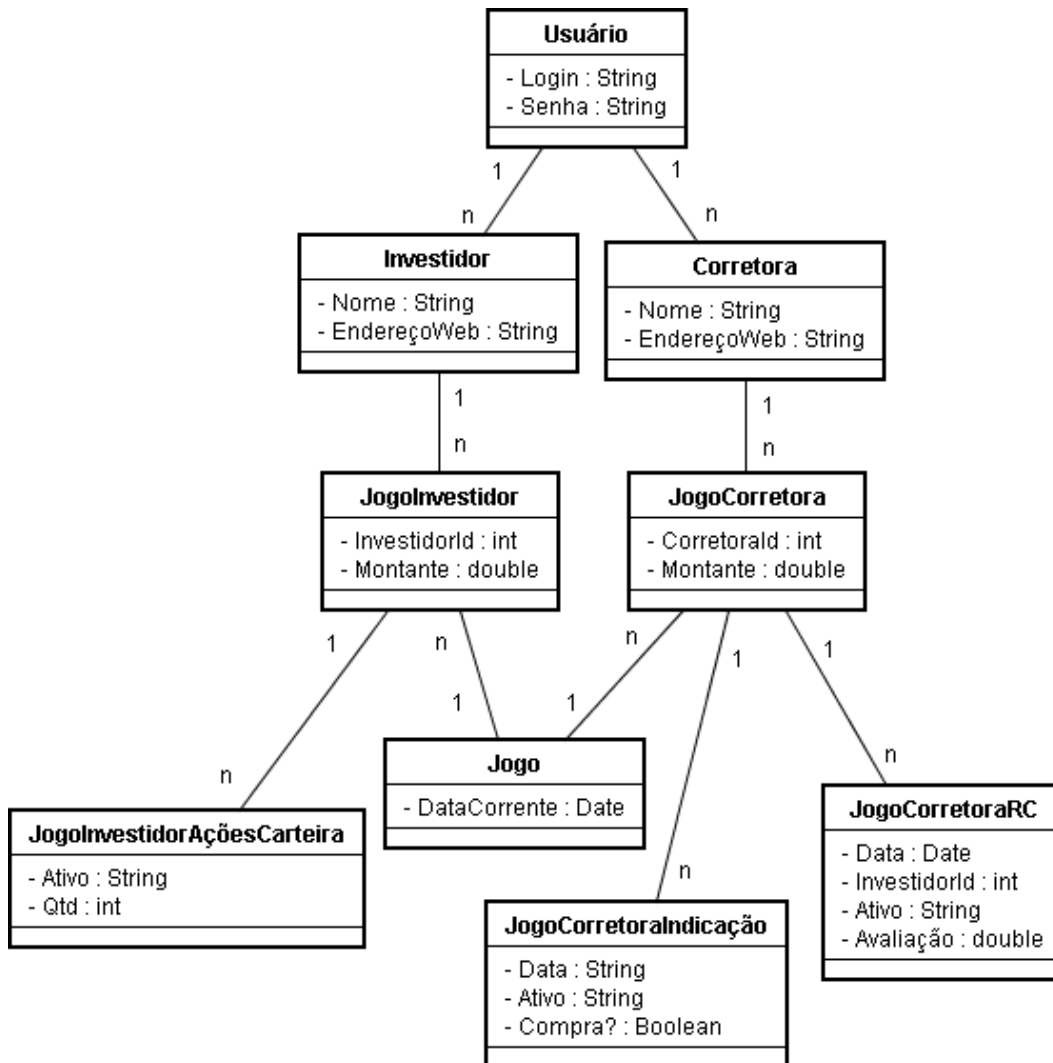 Usuário
- Login : String
- Senha : String
1
1
n
n
Investidor
- Nome : String
- EndereçoWeb : String
Corretora
- Nome : String
- EndereçoWeb : String
1
1
n
n
JogoInvestidor
- InvestidorId : int
- Montante : double
JogoCorretora
- CorretoraId : int
- Montante : double
1
n
n
1
1
1
1
n
n
n
Jogo
- DataCorrente : Date
JogoInvestidorAçõesCarteira
- Ativo : String
- Qtd : int
JogoCorretoraRC
- Data : Date
- InvestidorId : int
- Ativo : String
- Avaliação : double
JogoCorretoraIndicação
- Data : String
- Ativo : String
- Compra? : Boolean